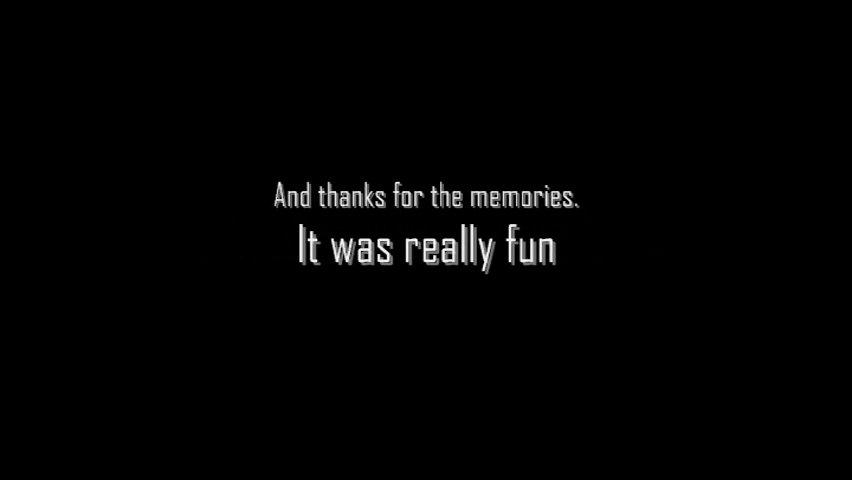 And thanks for the memories.
It was really fun